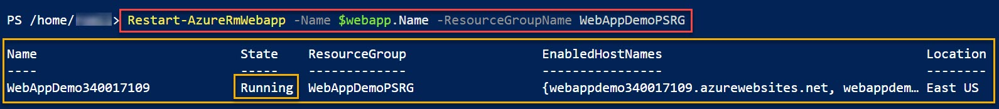 PS /home/ > Restart-AzureRmWebapp -Name $webapp.Name -ResourceGroupName WebAppDemoPSRG
Name State ResourceGroup EnabledHostNames Location
---- ----- ------------- ---------------- --------
WebAppDemo340017109 Running WebAppDemoPSRG {webappdemo340017109.azurewebsites.net, webappdem… East US